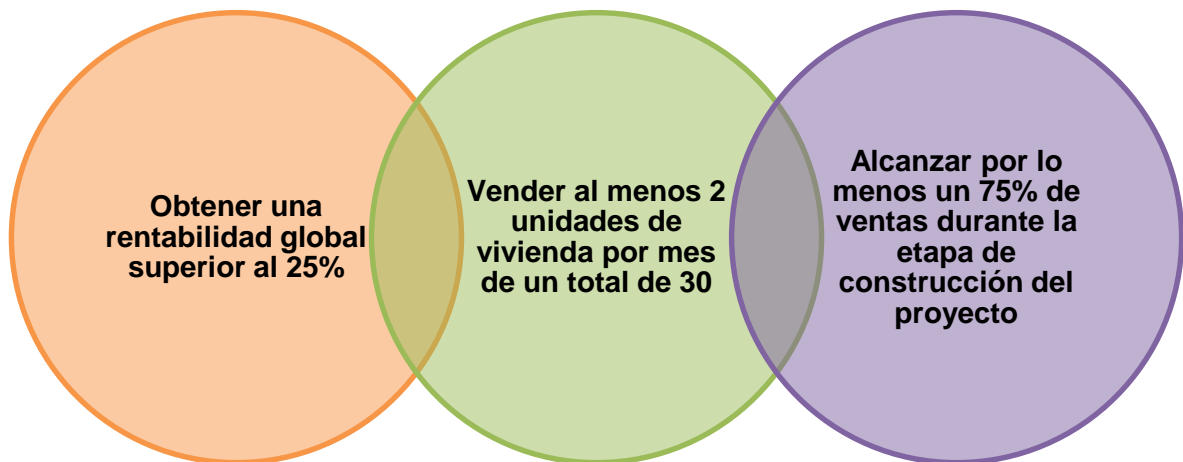 Obtener una
rentabilidad global
superior al 25%
Vender al menos 2
unidades de
vivienda por mes
de un total de 30
Alcanzar por lo
menos un 75% de
ventas durante la
etapa de
construcción del
proyecto